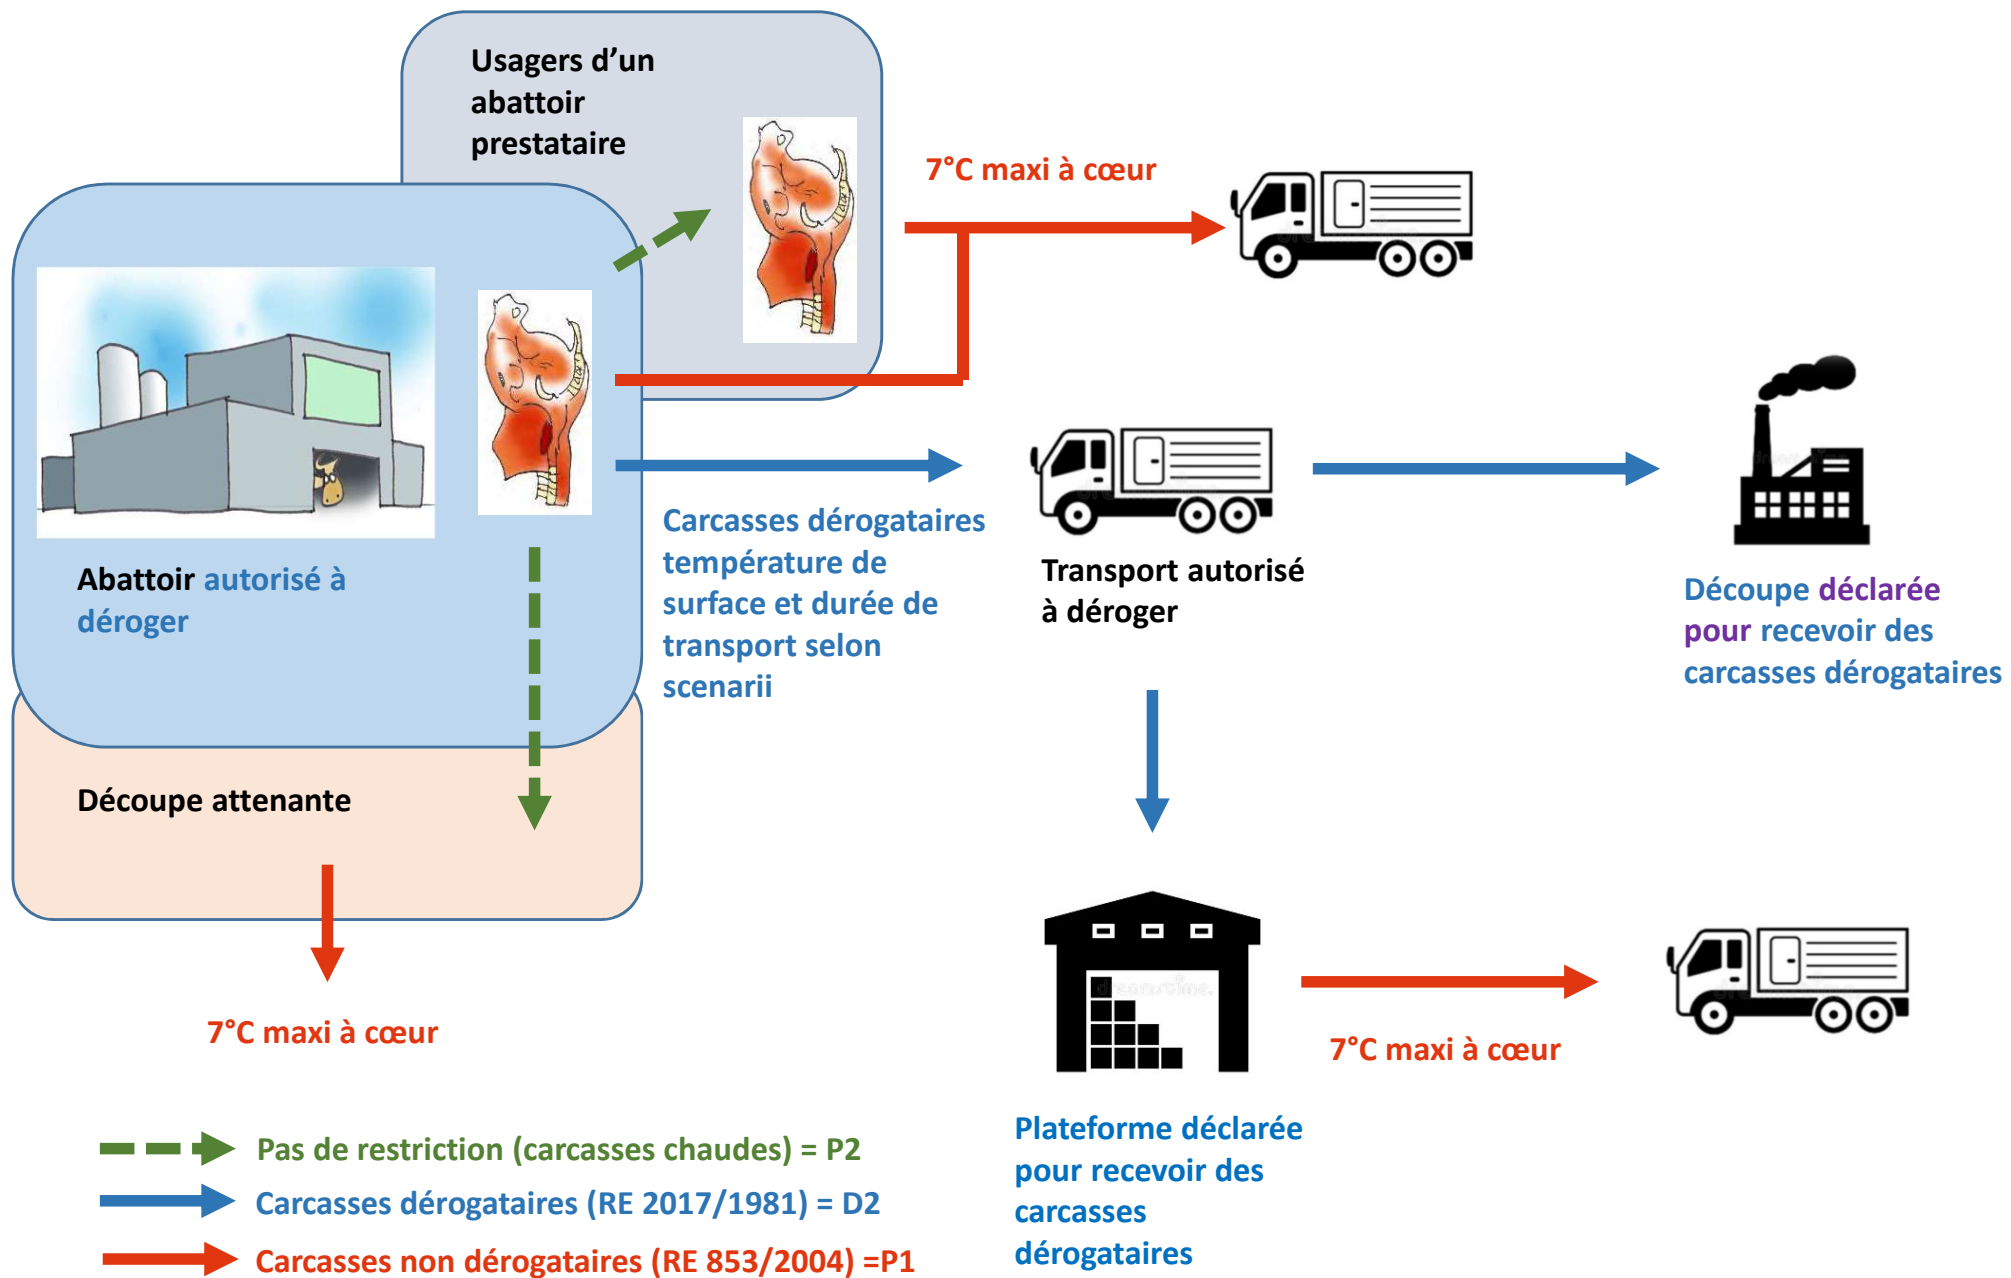 Usagers d'un
abattoir
prestataire
7°C maxi à cœur
Abattoir autorisé à
déroger
Carcasses dérogataires
température de
surface et durée de
transport selon
scenarii
Transport autorisé
à déroger
Découpe déclarée
pour recevoir des
carcasses dérogataires
Découpe attenante
7°C maxi à cœur
7°C maxi à cœur
Plateforme déclarée
pour recevoir des
carcasses
dérogataires
Pas de restriction (carcasses chaudes) = P2
Carcasses dérogataires (RE 2017/1981) = D2
Carcasses non dérogataires (RE 853/2004) =P1
dreamstime.